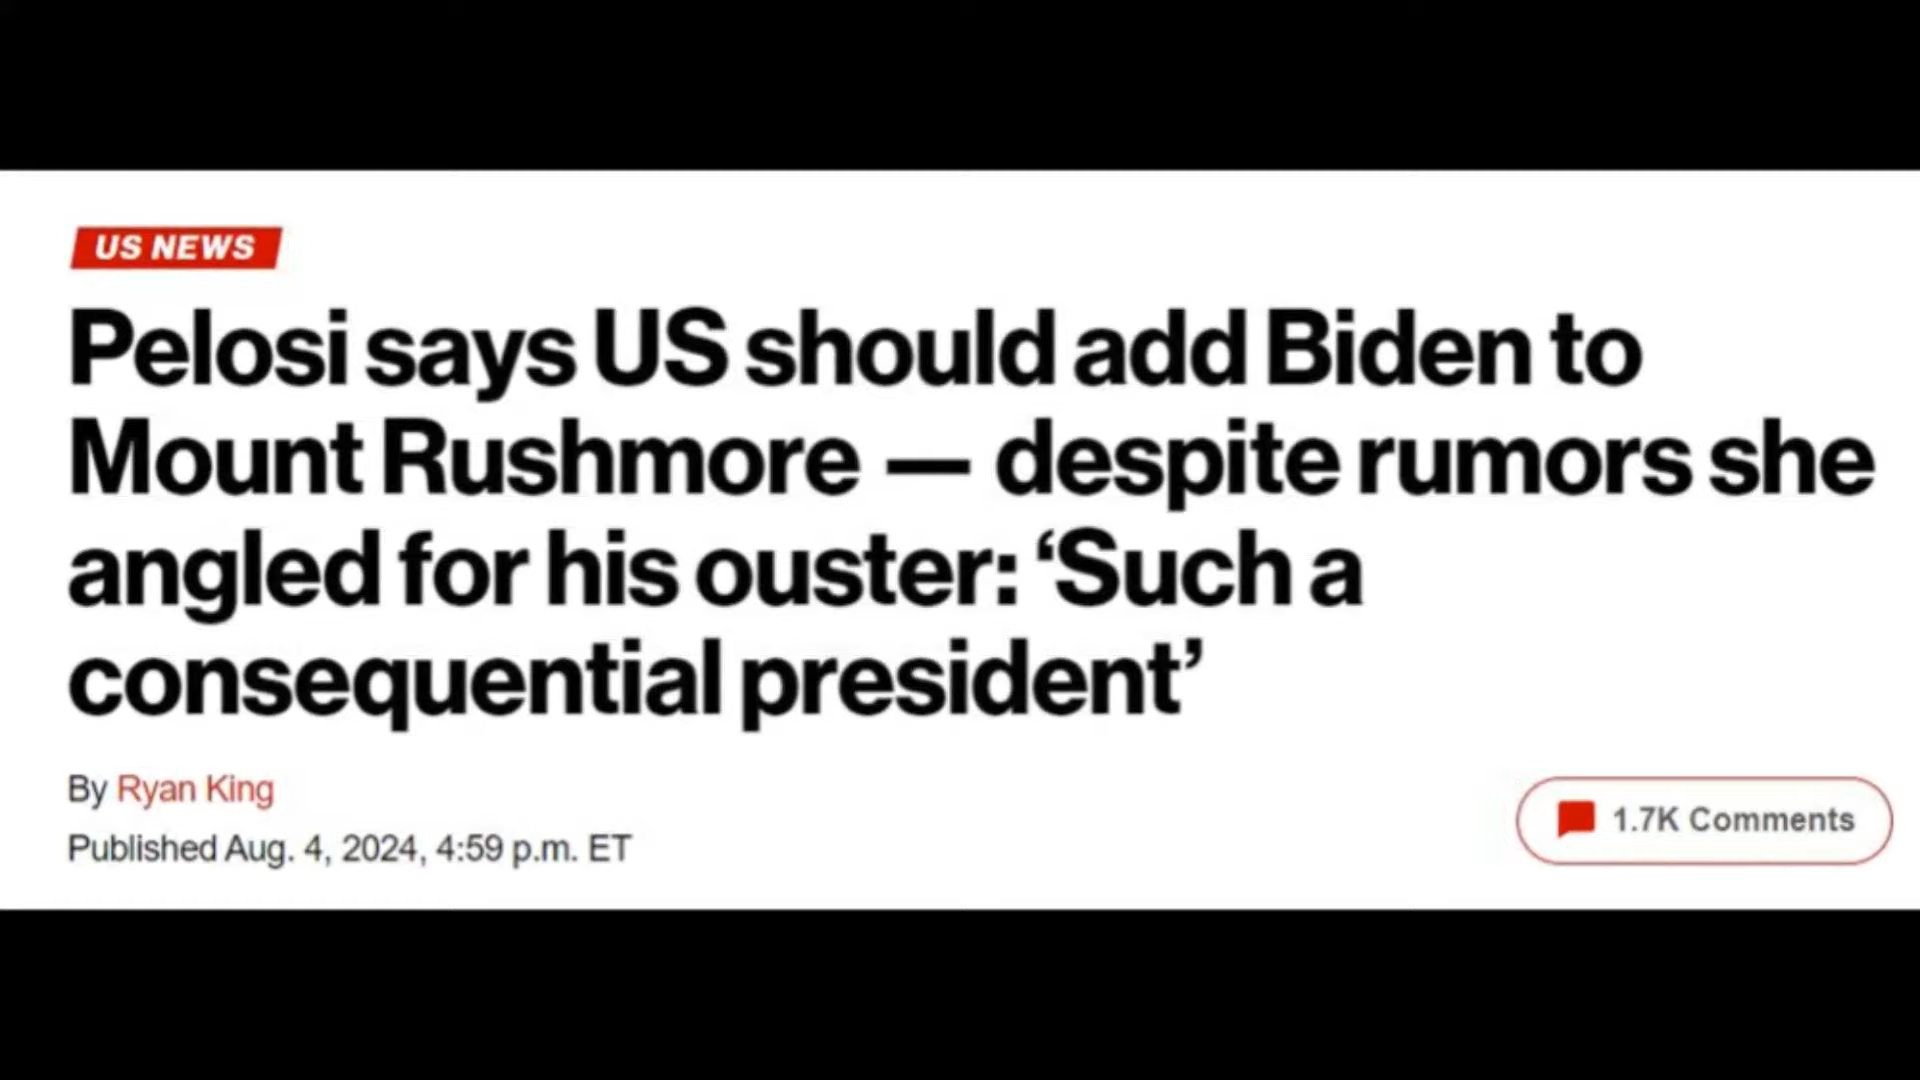 US NEWS
Pelosi says US should add Biden to
Mount Rushmore — despite rumors she
angled for his ouster: ‘Such a
consequential president’
By Ryan King
Published Aug. 4, 2024, 4:59 p.m. ET
1.7K Comments